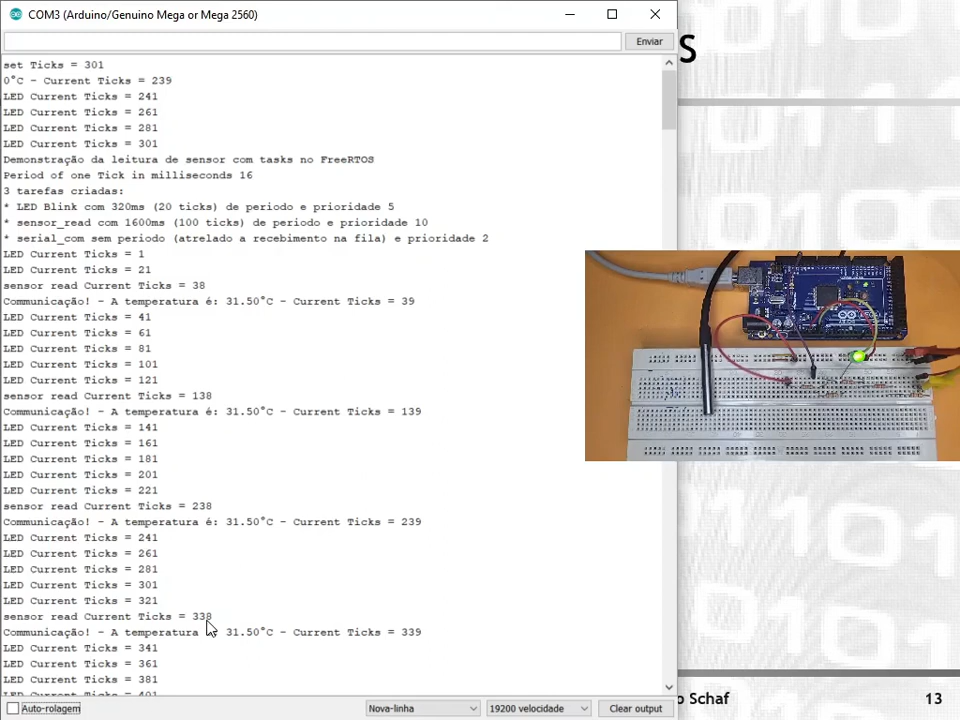 COM3 (Arduino/Genuino Mega or Mega 2560)
Enviar
set Ticks = 301
0°C - Current Ticks = 239
LED Current Ticks = 241
LED Current Ticks = 261
LED Current Ticks = 281
LED Current Ticks = 301
Demonstração da leitura de sensor com tasks no FreeRTOS
Period of one Tick in milliseconds 16
3 tarefas criadas:
* LED Blink com 320ms (20 ticks) de periodo e prioridade 5
* sensor_read com 1600ms (100 ticks) de periodo e prioridade 10
* serial_com sem periodo (atrelado a recebimento na fila) e prioridade 2
LED Current Ticks = 1
LED Current Ticks = 21
sensor read Current Ticks = 38
Communicação! - A temperatura é: 31.50°C - Current Ticks = 39
LED Current Ticks = 41
LED Current Ticks = 61
LED Current Ticks = 81
LED Current Ticks = 101
LED Current Ticks = 121
sensor read Current Ticks = 138
Communicação! - A temperatura é: 31.50°C - Current Ticks = 139
LED Current Ticks = 141
LED Current Ticks = 161
LED Current Ticks = 181
LED Current Ticks = 201
LED Current Ticks = 221
sensor read Current Ticks = 238
Communicação! - A temperatura é: 31.50°C - Current Ticks = 239
LED Current Ticks = 241
LED Current Ticks = 261
LED Current Ticks = 281
LED Current Ticks = 301
LED Current Ticks = 321
sensor read Current Ticks = 338
Communicação! - A temperatura : 31.50°C - Current Ticks = 339
LED Current Ticks = 341
LED Current Ticks = 361
LED Current Ticks = 381
LED Current Ticks = 401
Auto-rolagem
Nova-linha
19200 velocidade
Clear output
S
o Schaf
13